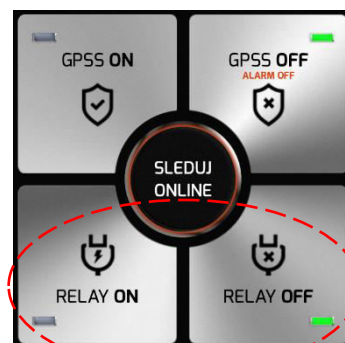 GPSS ON
GPSS OFF
ALARM OFF
SLEDUJ
ONLINE
RELAY ON
RELAY OFF